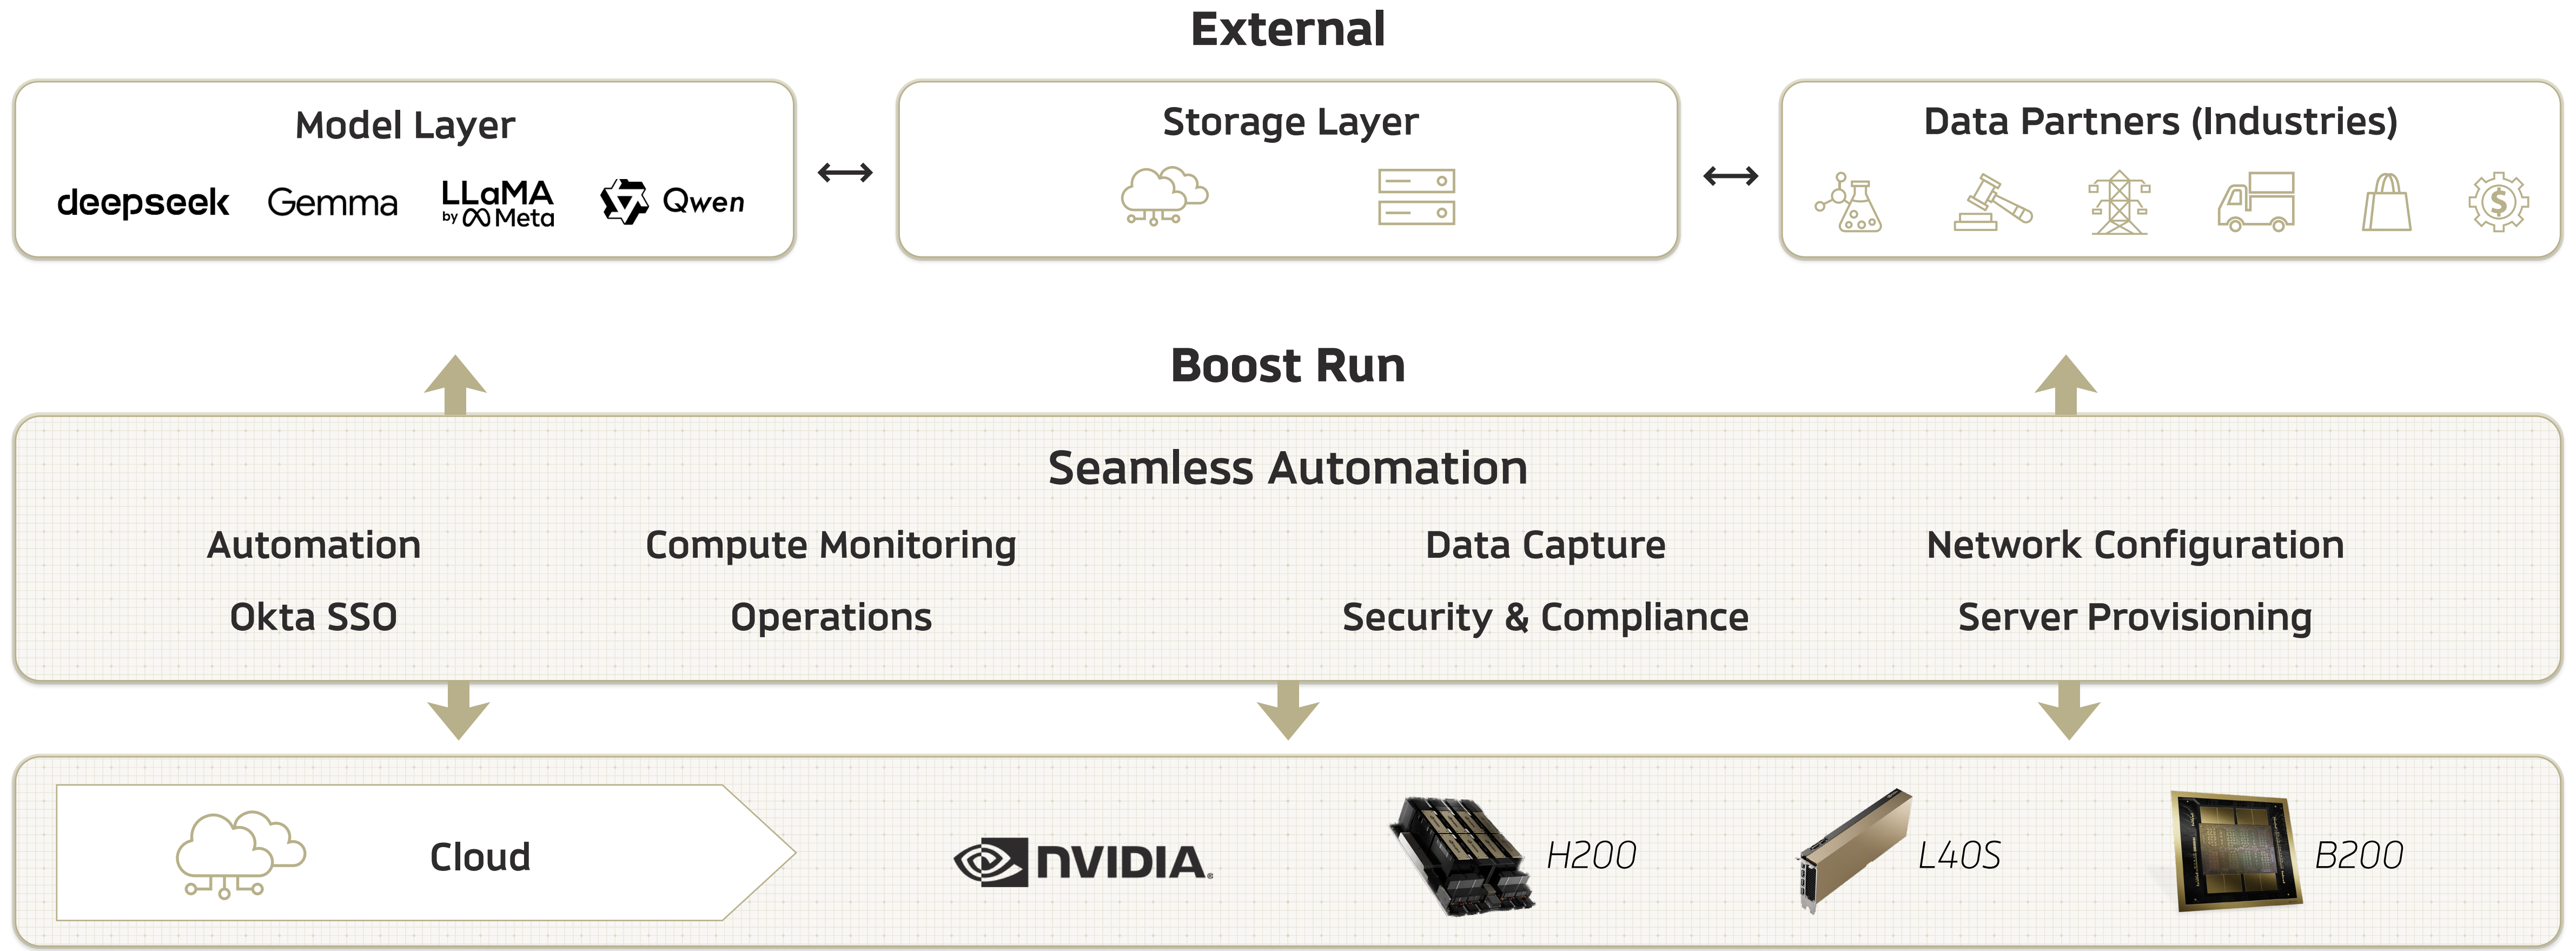 External
Model Layer
deepseek
Gemma
LLaMA
by Meta
Qwen
Storage Layer
Data Partners (Industries)
$
Boost Run
Seamless Automation
Automation
Compute Monitoring
Data Capture
Network Configuration
Okta SSO
Operations
Security & Compliance
Server Provisioning
Cloud
NVIDIA®
H200
L40S
B200